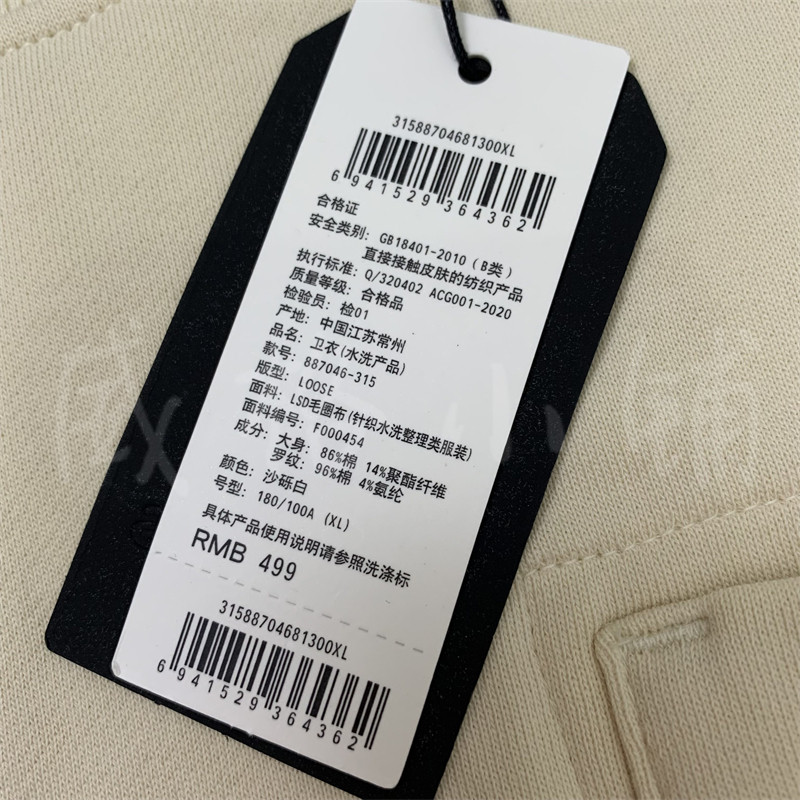 31588704681300XL
6 941529 364362
合格证
安全类别: GB18401-2010 (B类)
直接接触皮肤的纺织产品
执行标准: Q/320402 ACG001-2020
质量等级: 合格品
检验员: 检01
产地: 中国江苏常州
品名: 卫衣(水洗产品)
款号: 887046-315
版型: LOOSE
面料: LSD毛圈布(针织水洗整理类服装)
面料编号: F000454
成分: 大身: 86%棉 14%聚酯纤维
罗纹: 96%棉 4%氨纶
颜色: 沙砾白
号型: 180/100A (XL)
具体产品使用说明请参照洗涤标
RMB 499
31588704681300XL
6 941529 364362